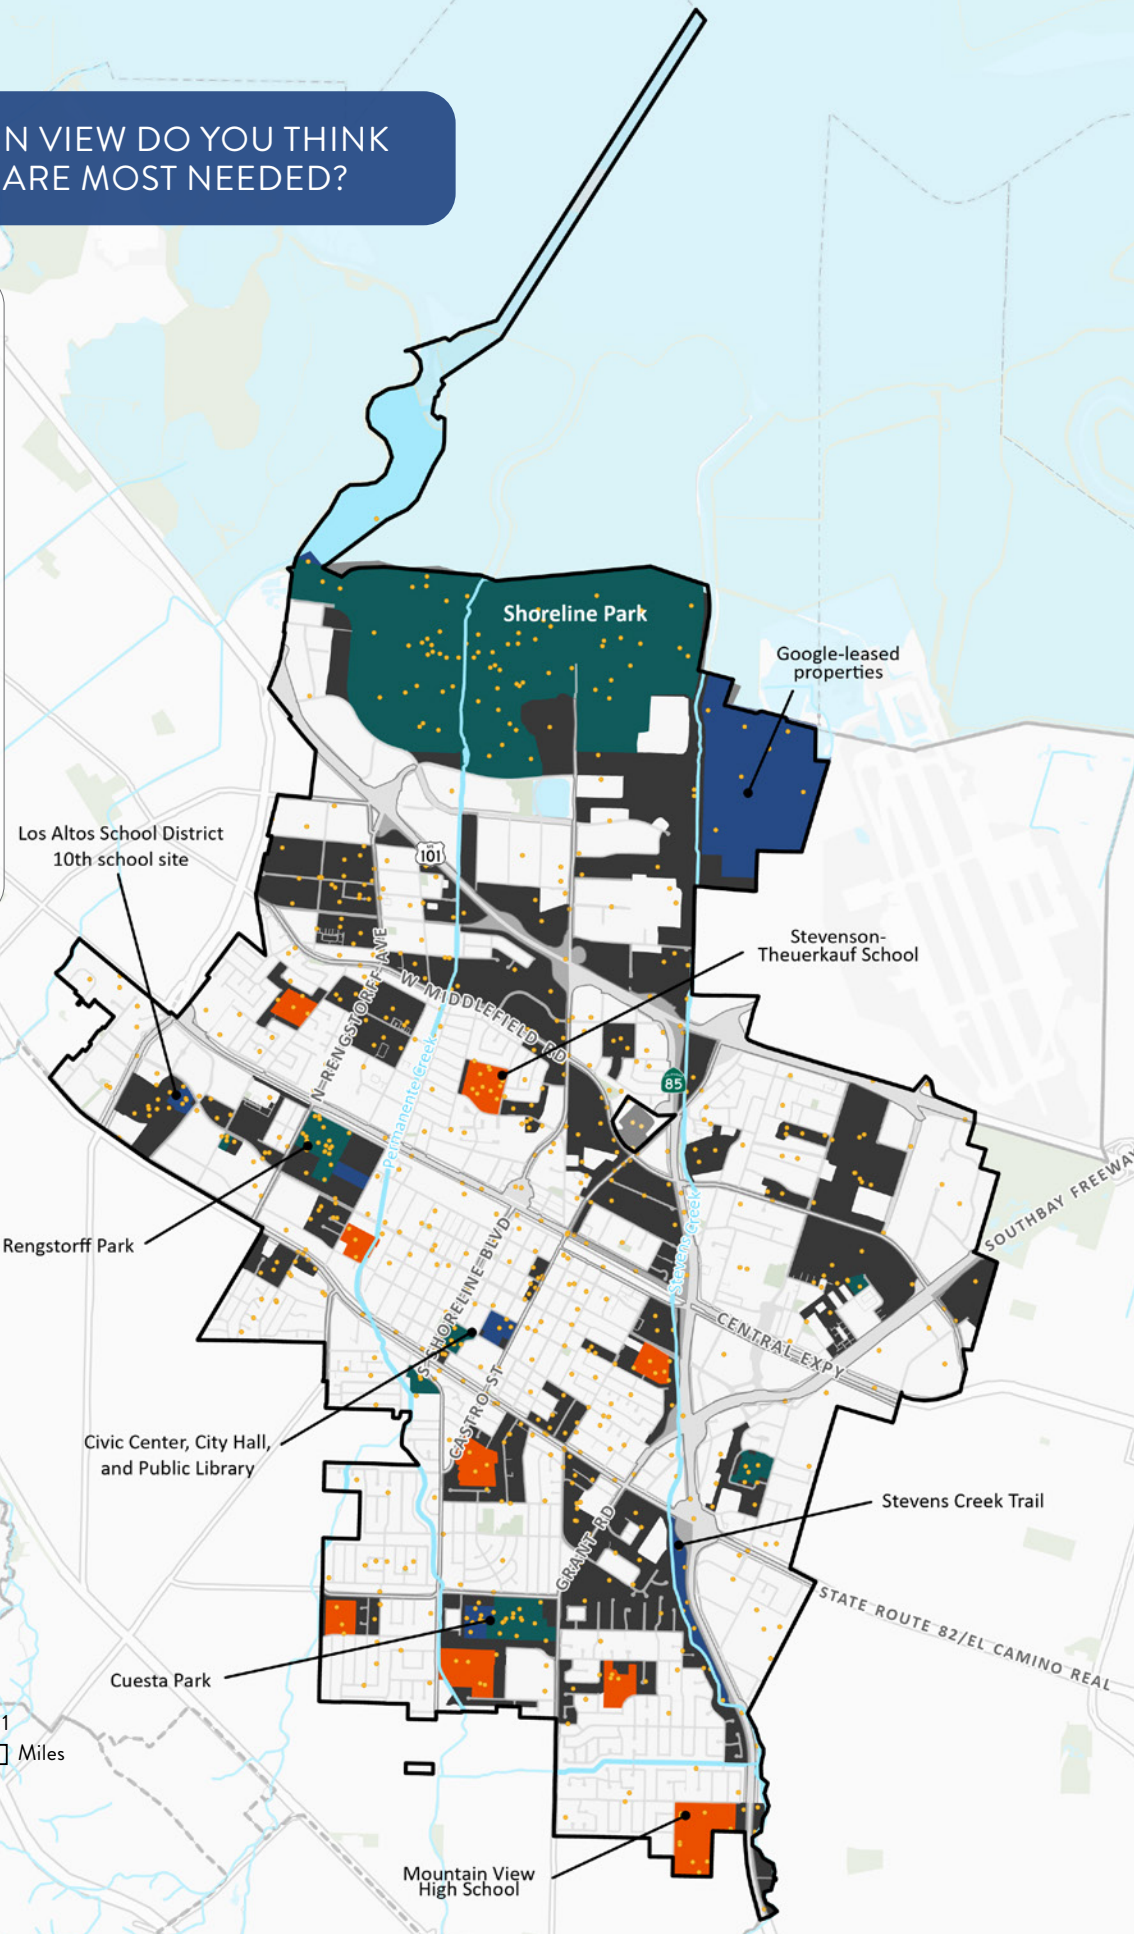 N VIEW DO YOU THINK
ARE MOST NEEDED?
Shoreline Park
Google-leased
properties
Los Altos School District
10th school site
US
101
Stevenson-
Theuerkauf School
N RENGSTORFF AVE
W MIDDLEFIELD RD
Permanente Creek
85
Rengstorff Park
Stevens Creek
SOUTHBAY FREEWAY
S SHORELINE BLVD
CENTRAL EXPY
CASTRO ST
Civic Center, City Hall,
and Public Library
Stevens Creek Trail
GRANT RD
STATE ROUTE 82/EL CAMINO REAL
Cuesta Park
1
Miles
Mountain View
High School